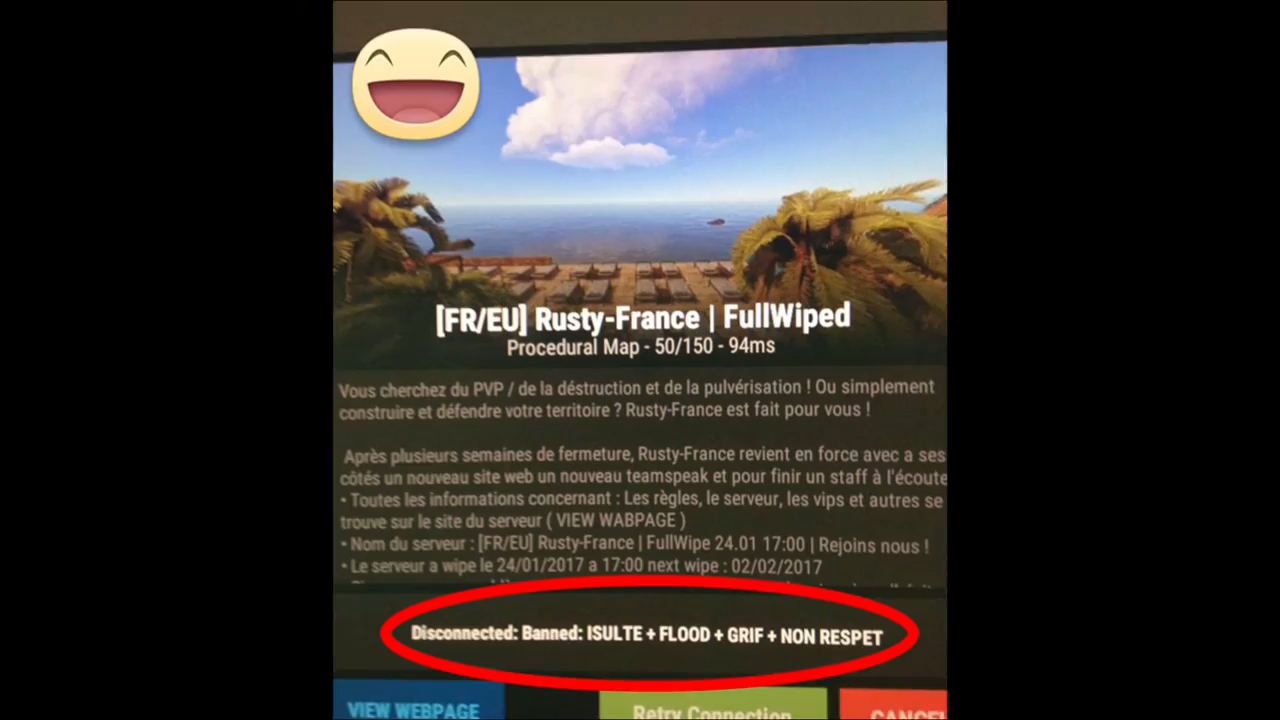 [FR/EU] Rusty-France | FullWiped
Procedural Map - 50/150 - 94ms
Vous cherchez du PVP / de la déstruction et de la pulvérisation ! Ou simplement
construire et défendre votre territoire ? Rusty-France est fait pour vous !
Après plusieurs semaines de fermeture, Rusty-France revient en force avec a ses
côtés un nouveau site web un nouveau teamspeak et pour finir un staff à l'écoute
• Toutes les informations concernant : Les règles, le serveur, les vips et autres se
trouve sur le site du serveur ( VIEW WABPAGE )
• Nom du serveur : [FR/EU] Rusty-France | FullWipe 24.01 17:00 | Rejoins nous !
• Le serveur a wipe le 24/01/2017 a 17:00 next wipe : 02/02/2017
Disconnected: Banned: ISULTE + FLOOD + GRIF + NON RESPET
VIEW WEBPAGE
Retry Connection
CANCEL